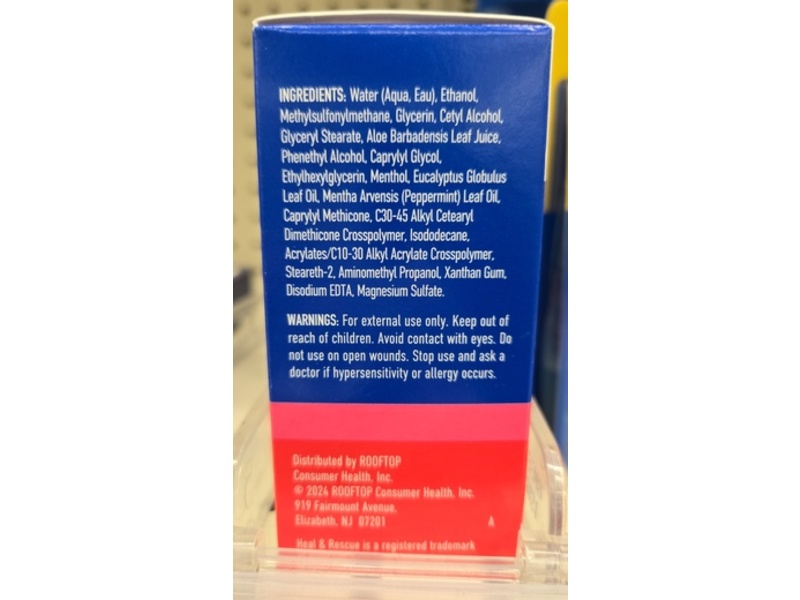 INGREDIENTS: Water (Aqua, Eau), Ethanol,
Methylsulfonylmethane, Glycerin, Cetyl Alcohol,
Glyceryl Stearate, Aloe Barbadensis Leaf Juice,
Phenethyl Alcohol, Caprylyl Glycol,
Ethylhexylglycerin, Menthol, Eucalyptus Globulus
Leaf Oil, Mentha Arvensis (Peppermint) Leaf Oil,
Caprylyl Methicone, C30-45 Alkyl Cetearyl
Dimethicone Crosspolymer, Isododecane,
Acrylates/C10-30 Alkyl Acrylate Crosspolymer,
Steareth-2, Aminomethyl Propanol, Xanthan Gum,
Disodium EDTA, Magnesium Sulfate.
WARNINGS: For external use only. Keep out of
reach of children. Avoid contact with eyes. Do
not use on open wounds. Stop use and ask a
doctor if hypersensitivity or allergy occurs.
Distributed by ROOFTOP
Consumer Health, Inc.
© 2024 ROOFTOP Consumer Health, Inc.
919 Fairmount Avenue,
Elizabeth, NJ 07201 A
Heal & Rescue is a registered trademark